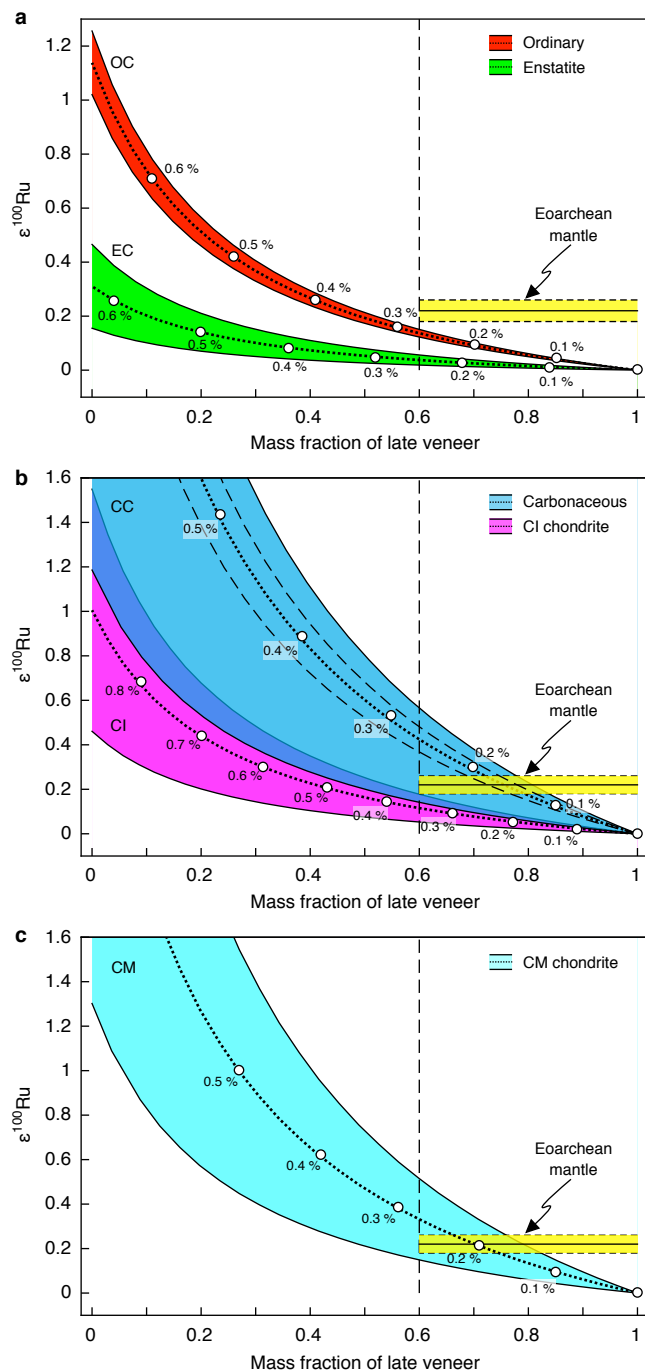 a
1.2
1
0.8
0.6
0.4
0.2
0
ε100Ru
OC
EC
Ordinary
Enstatite
0.6 %
0.5 %
0.4 %
0.3 %
0.2 %
0.1 %
0.6 %
0.5 %
0.4 %
0.3 %
0.2 %
0.1 %
Eoarchean
mantle
0 0.2 0.4 0.6 0.8 1
Mass fraction of late veneer
b
1.6
1.4
1.2
1
0.8
0.6
0.4
0.2
0
ε100Ru
CC
CI
Carbonaceous
CI chondrite
0.5 %
0.4 %
0.3 %
0.2 %
0.1 %
0.8 %
0.7 %
0.6 %
0.5 %
0.4 %
0.3 %
0.2 %
0.1 %
Eoarchean
mantle
0 0.2 0.4 0.6 0.8 1
Mass fraction of late veneer
c
1.6
1.4
1.2
1
0.8
0.6
0.4
0.2
0
ε100Ru
CM
CM chondrite
0.5 %
0.4 %
0.3 %
0.2 %
0.1 %
Eoarchean
mantle
0 0.2 0.4 0.6 0.8 1
Mass fraction of late veneer